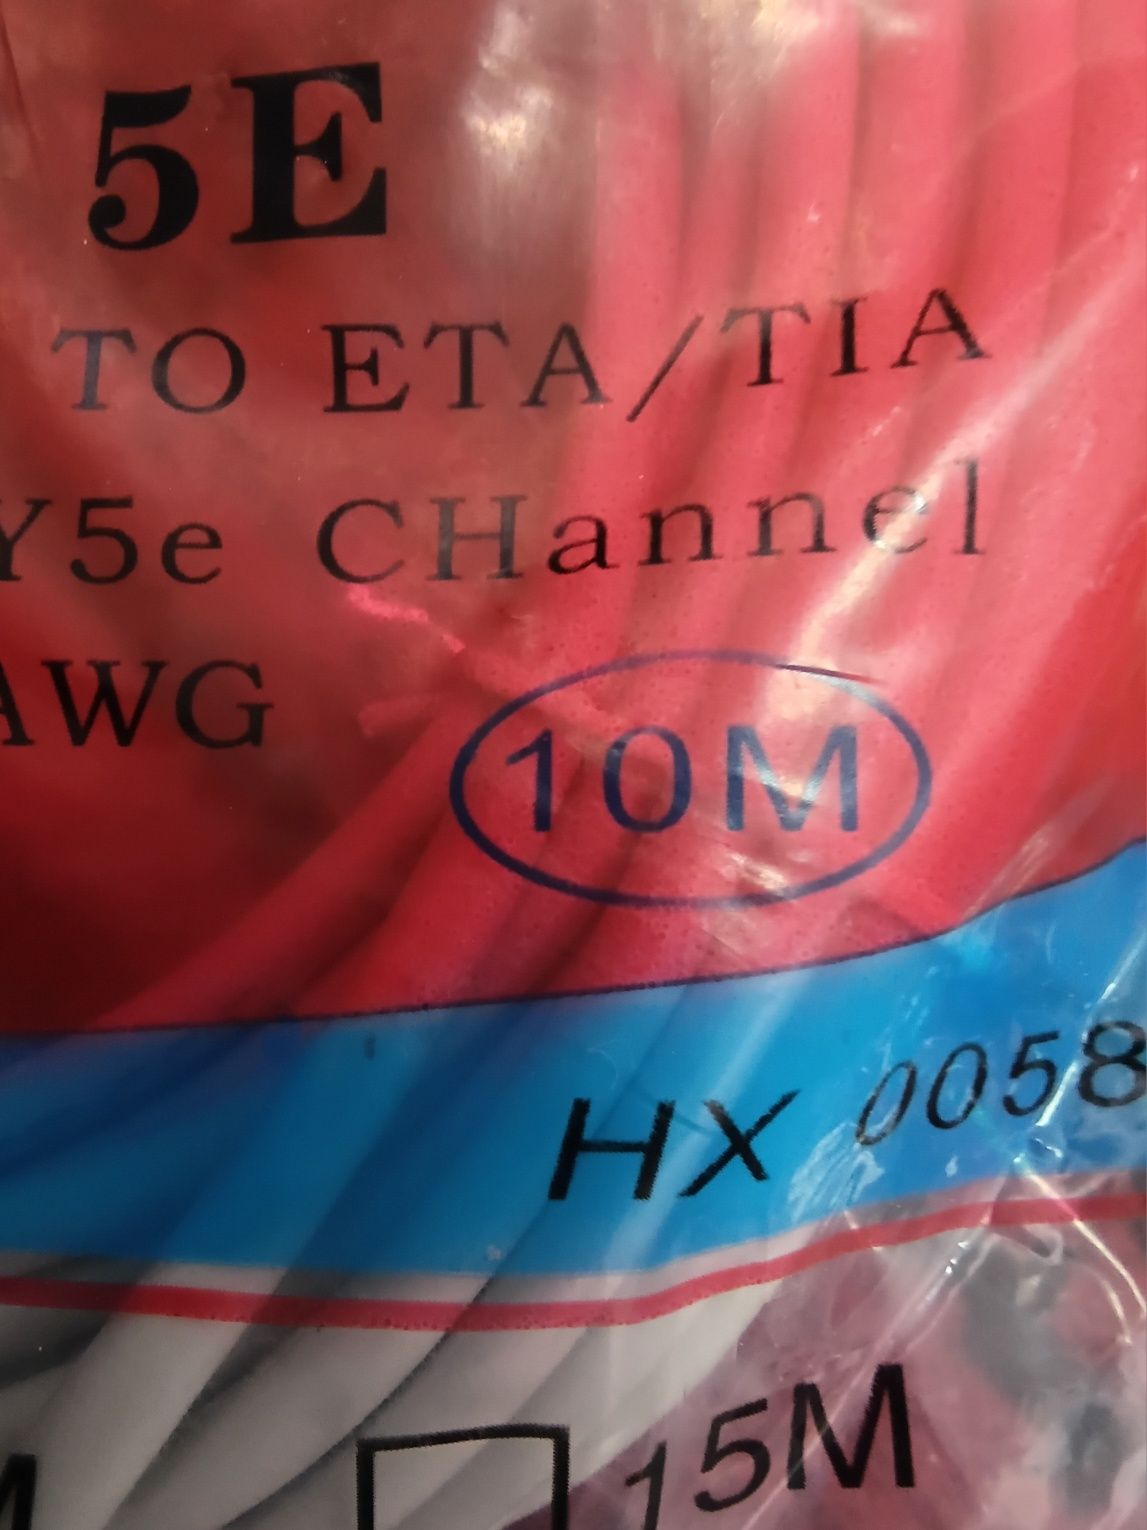 5E
TO ETA/TIA
Y5e CHannel
AWG
10M
HX 0058
15M